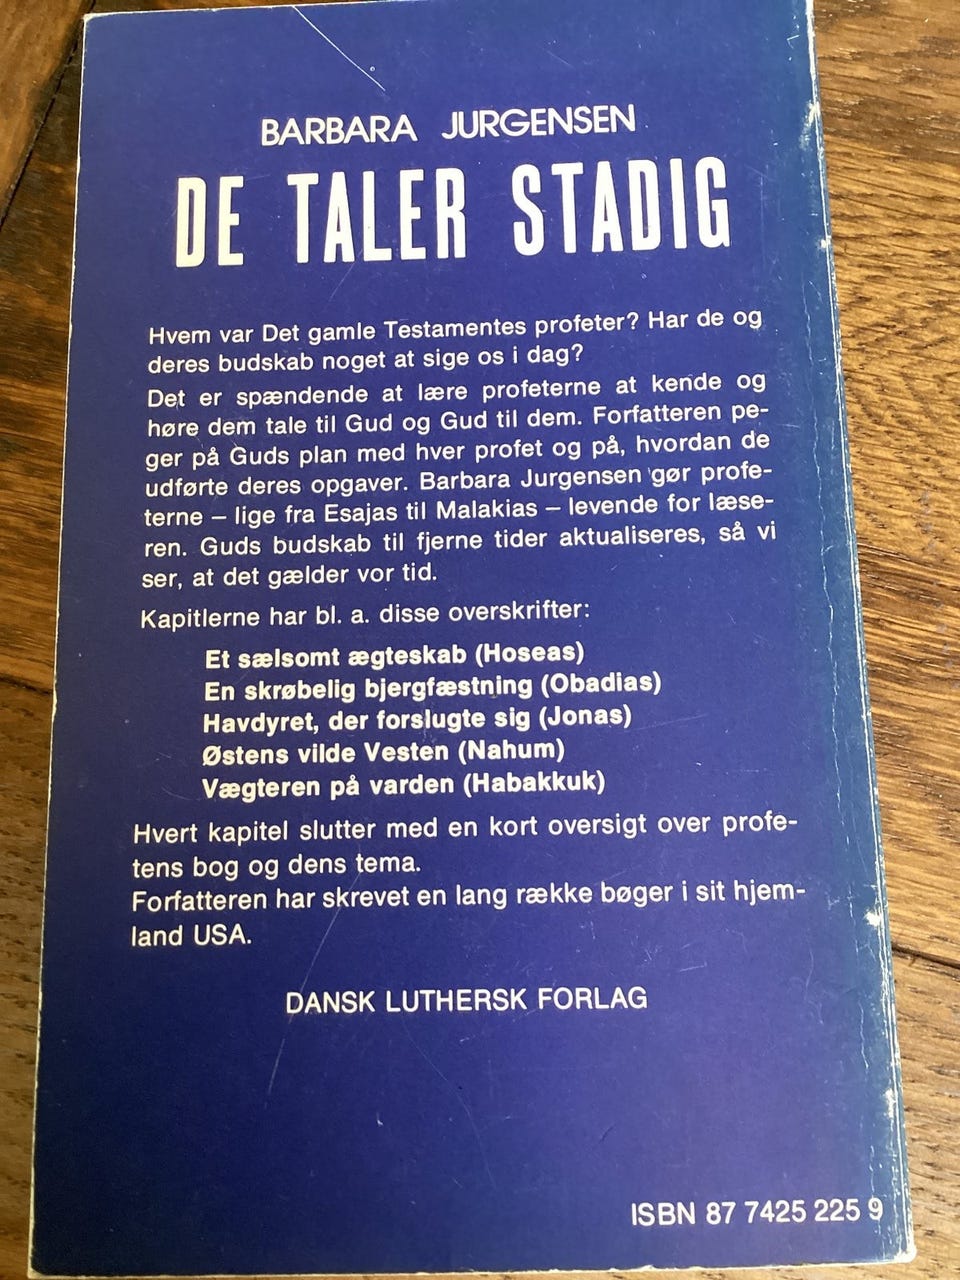 BARBARA JURGENSEN
DE TALER STADIG
Hvem var Det gamle Testamentes profeter? Har de og
deres budskab noget at sige os i dag?
Det er spændende at lære profeterne at kende og
høre dem tale til Gud og Gud til dem. Forfatteren pe-
ger på Guds plan med hver profet og på, hvordan de
udførte deres opgaver. Barbara Jurgensen gør profe-
terne – lige fra Esajas til Malakias – levende for læse-
ren. Guds budskab til fjerne tider aktualiseres, så vi
ser, at det gælder vor tid.
Kapitlerne har bl. a. disse overskrifter:
Et sælsomt ægteskab (Hoseas)
En skrøbelig bjergfæstning (Obadias)
Havdyret, der forslugte sig (Jonas)
Østens vilde Vesten (Nahum)
Vægteren på varden (Habakkuk)
Hvert kapitel slutter med en kort oversigt over profe-
tens bog og dens tema.
Forfatteren har skrevet en lang række bøger i sit hjem-
land USA.
DANSK LUTHERSK FORLAG
ISBN 87 7425 225 9